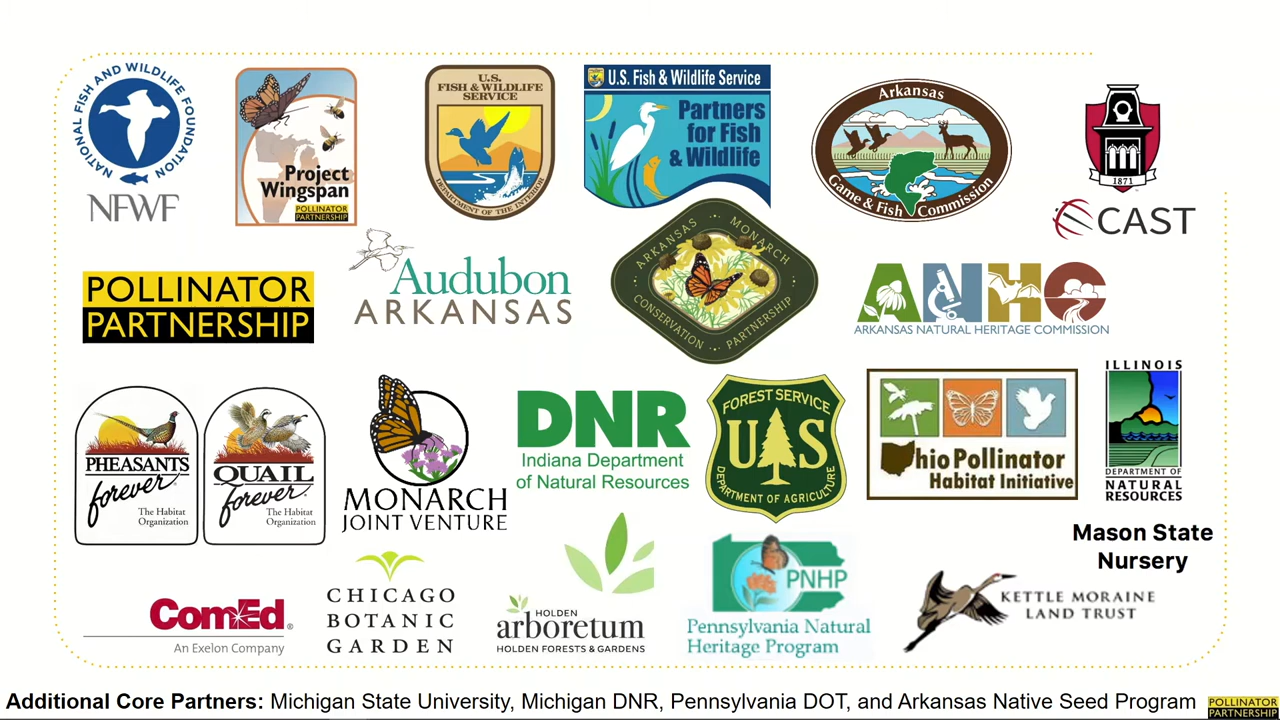 NATIONAL FISH AND WILDLIFE FOUNDATION
NFWF
Project
Wingspan
POLLINATOR
PARTNERSHIP
U.S.
FISH & WILDLIFE
SERVICE
DEPARTMENT OF THE INTERIOR
U.S. Fish & Wildlife Service
Partners
for Fish
& Wildlife
Arkansas
Game & Fish Commission
1871
CAST
POLLINATOR
PARTNERSHIP
Audubon
ARKANSAS
ARKANSAS MONARCH
CONSERVATION PARTNERSHIP
ANHC
ARKANSAS NATURAL HERITAGE COMMISSION
PHEASANTS
forever
The Habitat
Organization
QUAIL
forever
The Habitat
Organization
MONARCH
JOINT VENTURE
DNR
Indiana Department
of Natural Resources
FOREST SERVICE
US
DEPARTMENT OF AGRICULTURE
hio Pollinator
Habitat Initiative
ILLINOIS
DEPARTMENT OF
NATURAL
RESOURCES
Mason State
Nursery
ComEd
An Exelon Company
CHICAGO
BOTANIC
GARDEN
HOLDEN
arboretum
HOLDEN FORESTS & GARDENS
PNHP
Pennsylvania Natural
Heritage Program
KETTLE MORAINE
LAND TRUST
Additional Core Partners: Michigan State University, Michigan DNR, Pennsylvania DOT, and Arkansas Native Seed Program
POLLINATOR
PARTNERSHIP